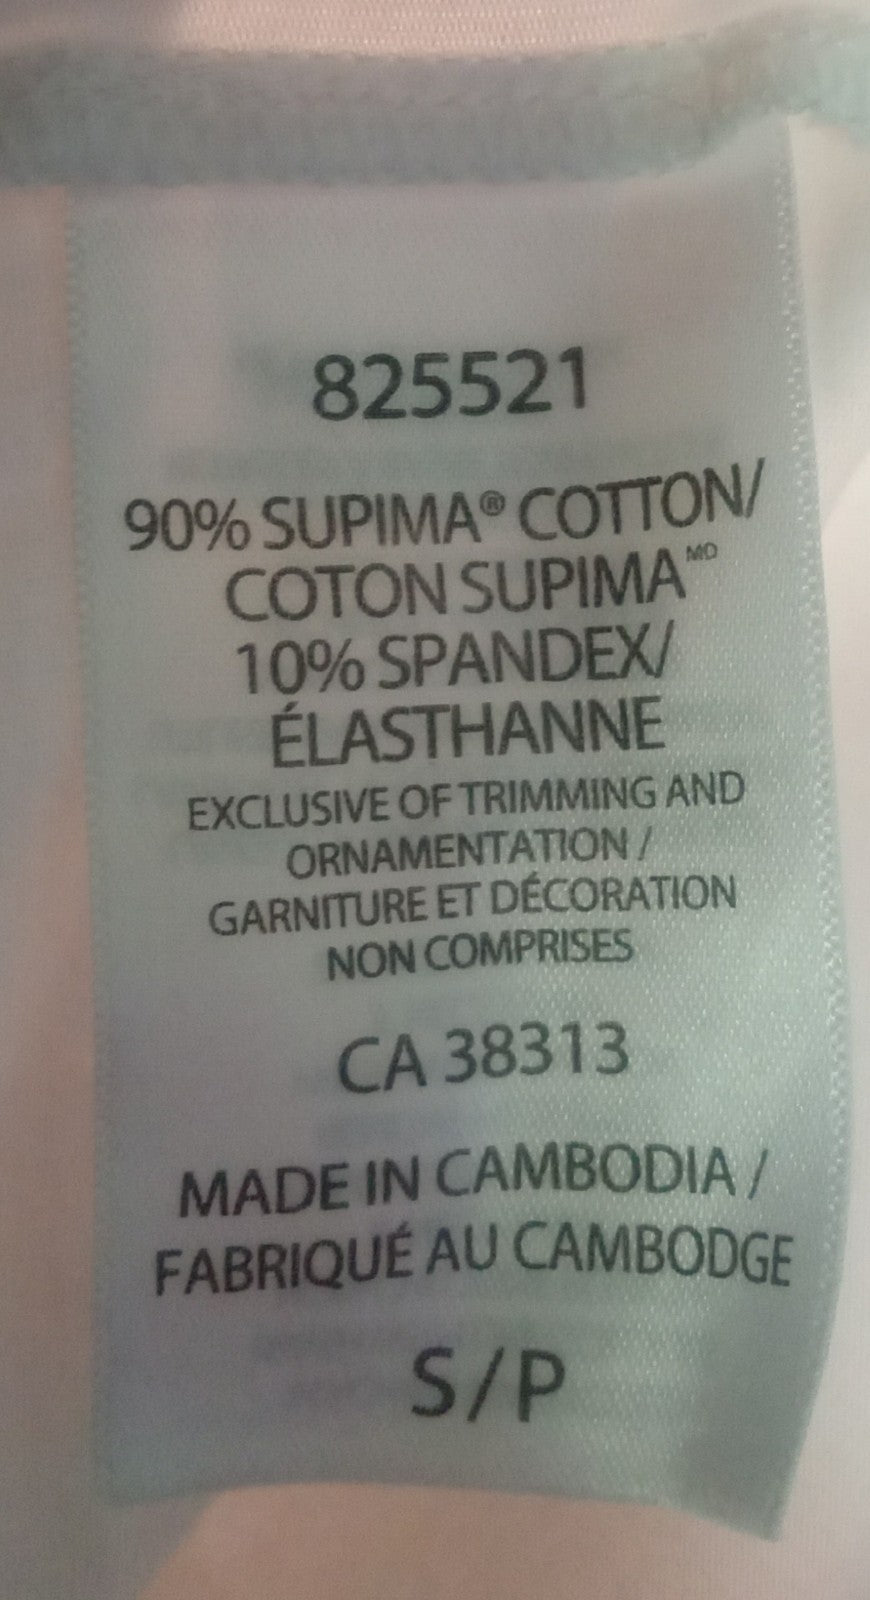 825521
90% SUPIMA® COTTON/
COTON SUPIMA MD
10% SPANDEX/
ÉLASTHANNE
EXCLUSIVE OF TRIMMING AND
ORNAMENTATION /
GARNITURE ET DÉCORATION
NON COMPRISES
CA 38313
MADE IN CAMBODIA /
FABRIQUÉ AU CAMBODGE
S / P